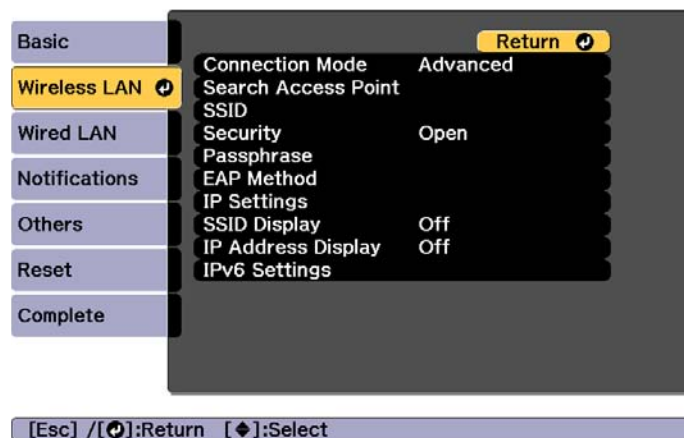 Basic
Wireless LAN
Wired LAN
Notifications
Others
Reset
Complete
Return
Connection Mode Advanced
Search Access Point
SSID
Security Open
Passphrase
EAP Method
IP Settings
SSID Display Off
IP Address Display Off
IPv6 Settings
[Esc] /[ ]:Return [ ]:Select